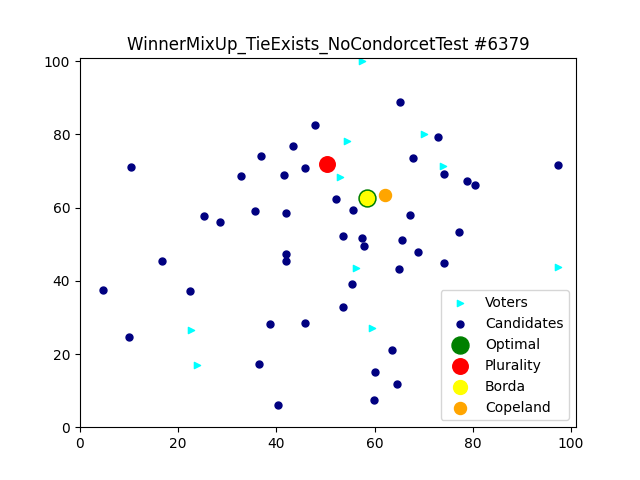 WinnerMixUp_TieExists_NoCondorcetTest #6379
100
80
60
40
20
0
0 20 40 60 80 100
Voters
Candidates
Optimal
Plurality
Borda
Copeland